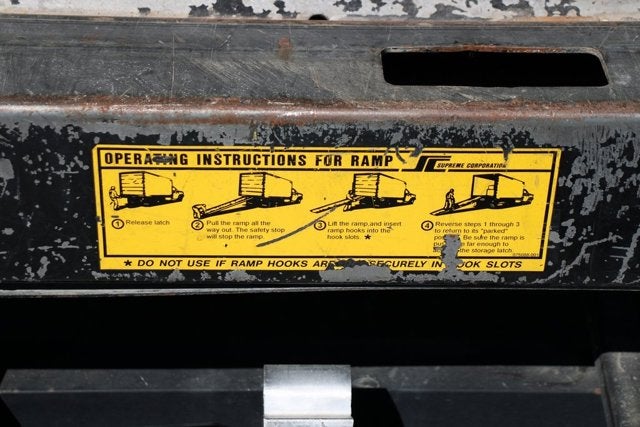 OPERATING INSTRUCTIONS FOR RAMP
SUPREME CORPORATION
1 Release latch
2 Pull the ramp all the
way out. The safety stop
will stop the ramp.
3 Lift the ramp, and insert
ramp hooks into the
hook slots. ★
4 Reverse steps 1 through 3
to return to its "parked"
Be sure the ramp is
far enough to
the storage latch.
★ DO NOT USE IF RAMP HOOKS SECURELY IN HOOK SLOTS